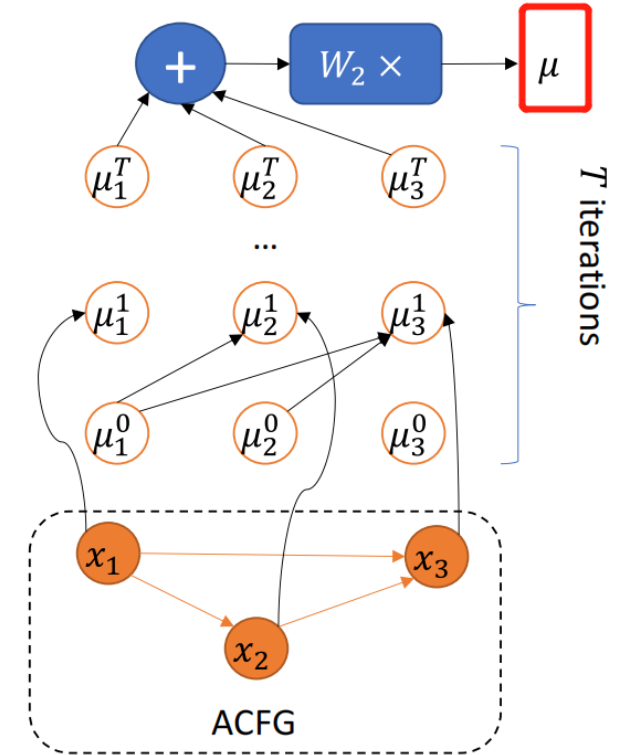 + W₂ × μ
μ₁ᵀ μ₂ᵀ μ₃ᵀ
...
T iterations
μ₁¹ μ₂¹ μ₃¹
μ₁⁰ μ₂⁰ μ₃⁰
x₁ x₃
x₂
ACFG